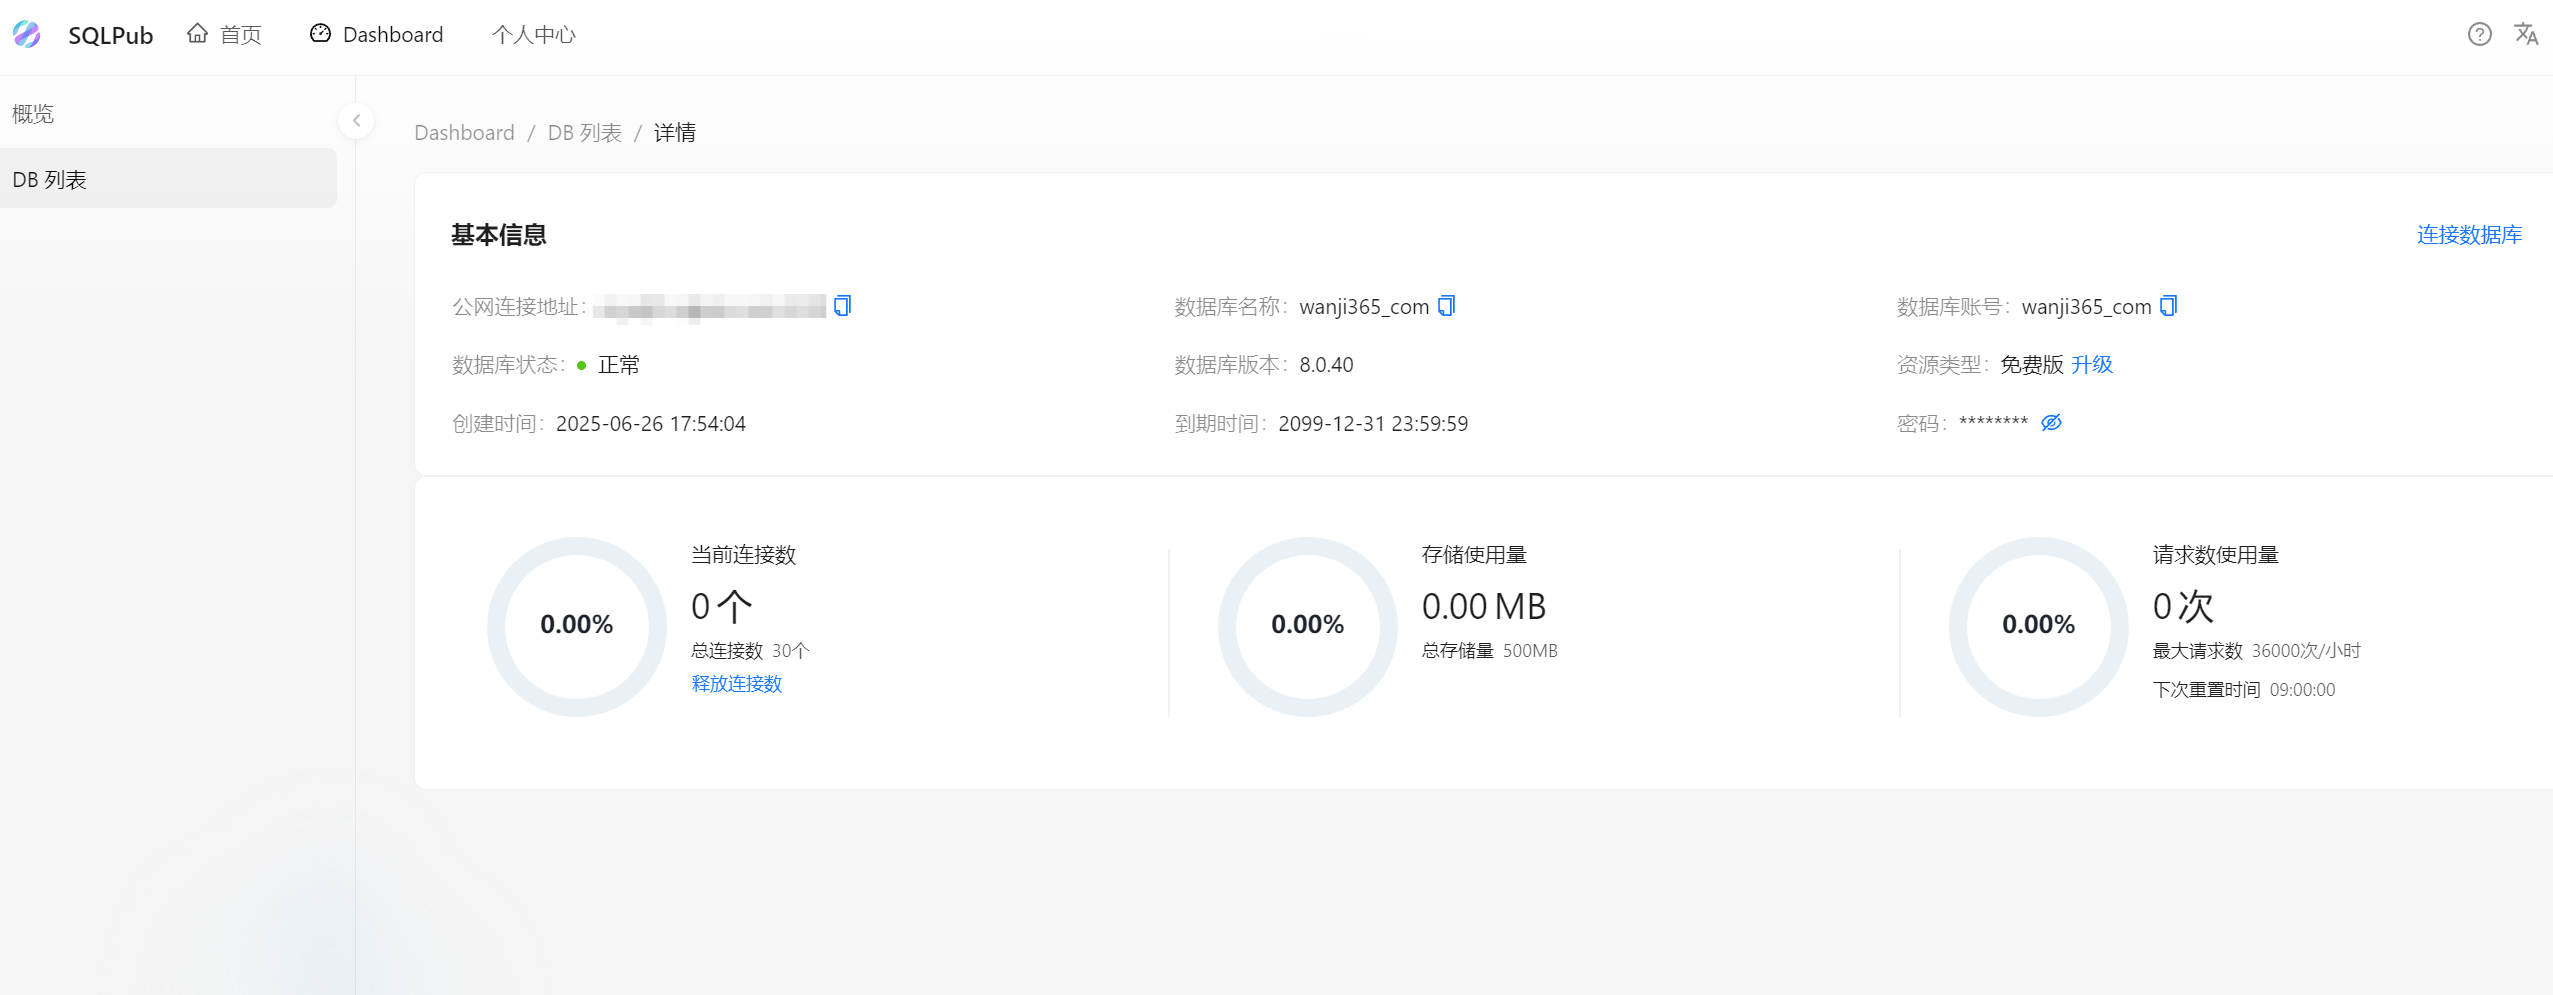 SQLPub 首页 Dashboard 个人中心
概览
DB 列表
Dashboard / DB 列表 / 详情
基本信息 连接数据库
公网连接地址: 数据库名称: wanji365_com 数据库账号: wanji365_com
数据库状态: 正常 数据库版本: 8.0.40 资源类型: 免费版 升级
创建时间: 2025-06-26 17:54:04 到期时间: 2099-12-31 23:59:59 密码: ********
0.00% 当前连接数
0 个
总连接数 30个
释放连接数
0.00% 存储使用量
0.00 MB
总存储量 500MB
0.00% 请求数使用量
0 次
最大请求数 36000次/小时
下次重置时间 09:00:00